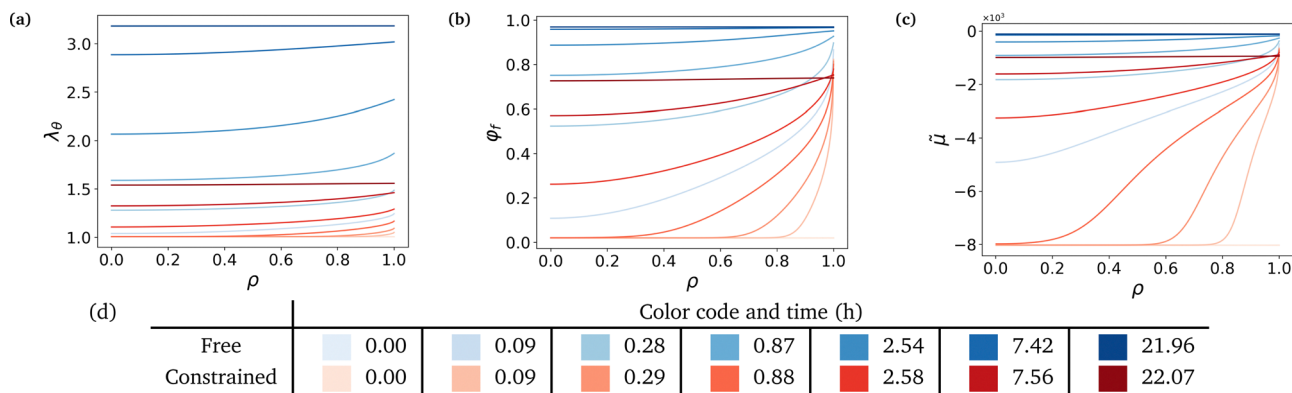 (a)
3.0
2.5
2.0
1.5
1.0
λθ
0.0 0.2 0.4 0.6 0.8 1.0
ρ
(b)
1.0
0.8
0.6
0.4
0.2
0.0
φf
0.0 0.2 0.4 0.6 0.8 1.0
ρ
(c)
×10³
0
−2
−4
−6
−8
μ̃
0.0 0.2 0.4 0.6 0.8 1.0
ρ
(d)
Color code and time (h)
Free 0.00 0.09 0.28 0.87 2.54 7.42 21.96
Constrained 0.00 0.09 0.29 0.88 2.58 7.56 22.07